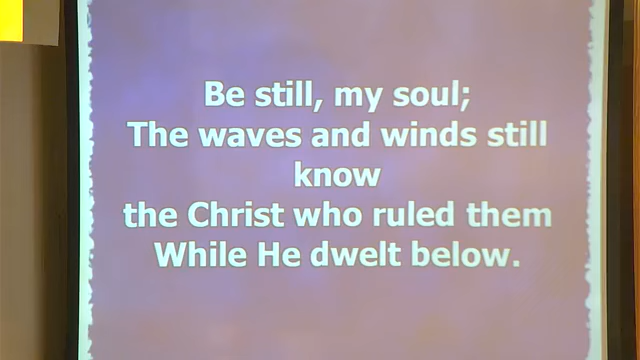 Be still, my soul;
The waves and winds still
know
the Christ who ruled them
While He dwelt below.